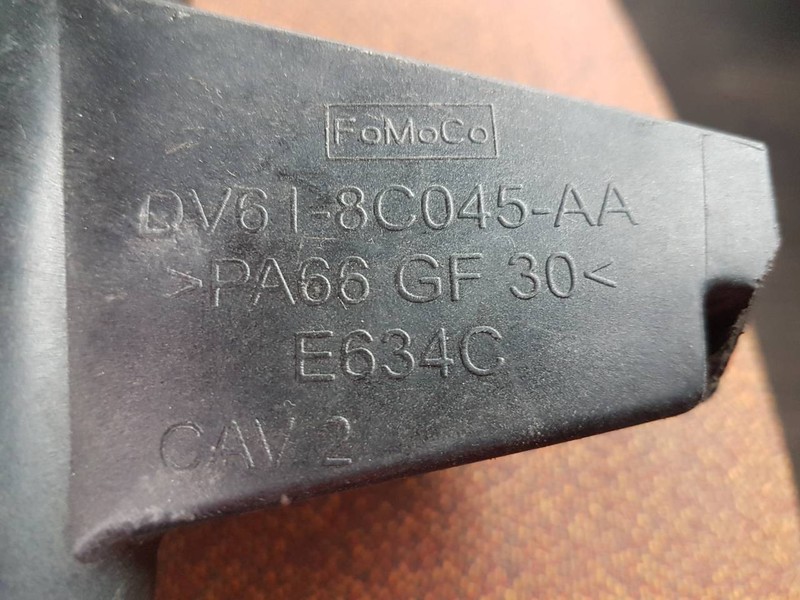 FoMoCo
DV61-8C045-AA
>PA66 GF 30<
E634C
CAV 2